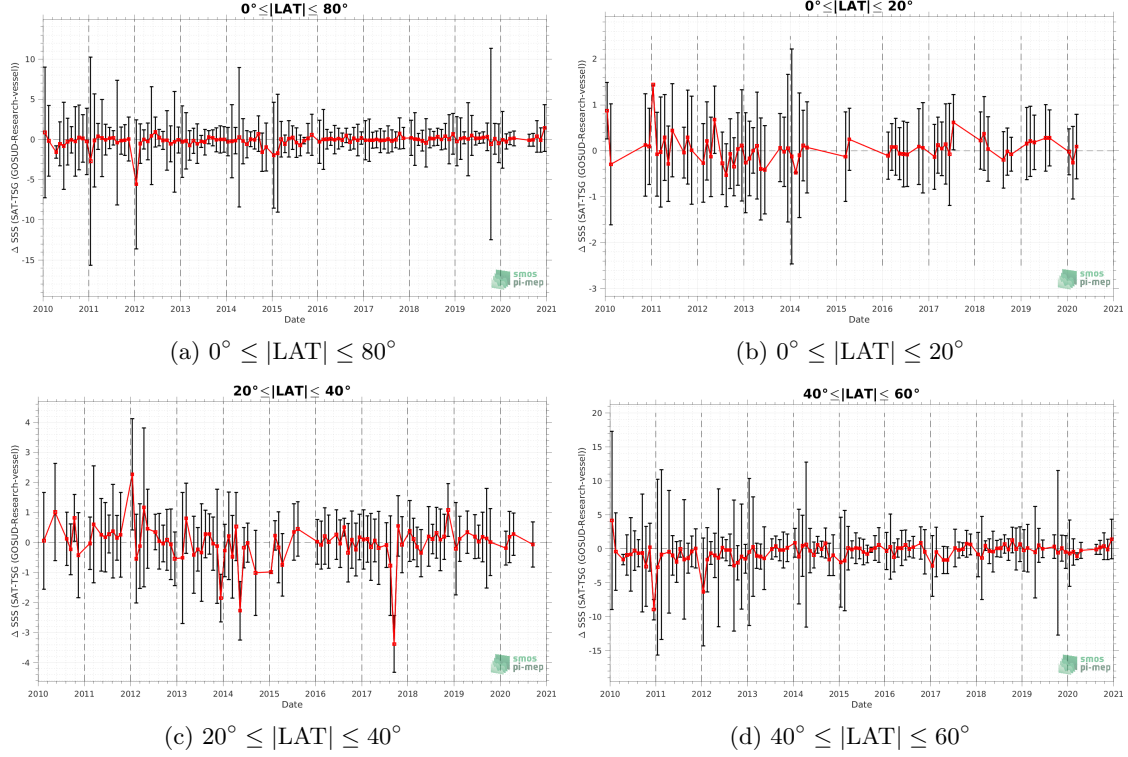 0°≤|LAT|≤ 80°
Δ SSS (SAT-TSG (GOSUD-Research-vessel))
10
5
0
-5
-10
-15
2010 2011 2012 2013 2014 2015 2016 2017 2018 2019 2020 2021
Date
smos
pi-mep
(a) 0° ≤ |LAT| ≤ 80°
0°≤|LAT|≤ 20°
Δ SSS (SAT-TSG (GOSUD-Research-vessel))
2
1
0
-1
-2
-3
2010 2011 2012 2013 2014 2015 2016 2017 2018 2019 2020 2021
Date
smos
pi-mep
(b) 0° ≤ |LAT| ≤ 20°
20°≤|LAT|≤ 40°
Δ SSS (SAT-TSG (GOSUD-Research-vessel))
4
3
2
1
0
-1
-2
-3
-4
2010 2011 2012 2013 2014 2015 2016 2017 2018 2019 2020 2021
Date
smos
pi-mep
(c) 20° ≤ |LAT| ≤ 40°
40°≤|LAT|≤ 60°
Δ SSS (SAT-TSG (GOSUD-Research-vessel))
20
15
10
5
0
-5
-10
-15
2010 2011 2012 2013 2014 2015 2016 2017 2018 2019 2020 2021
Date
smos
pi-mep
(d) 40° ≤ |LAT| ≤ 60°